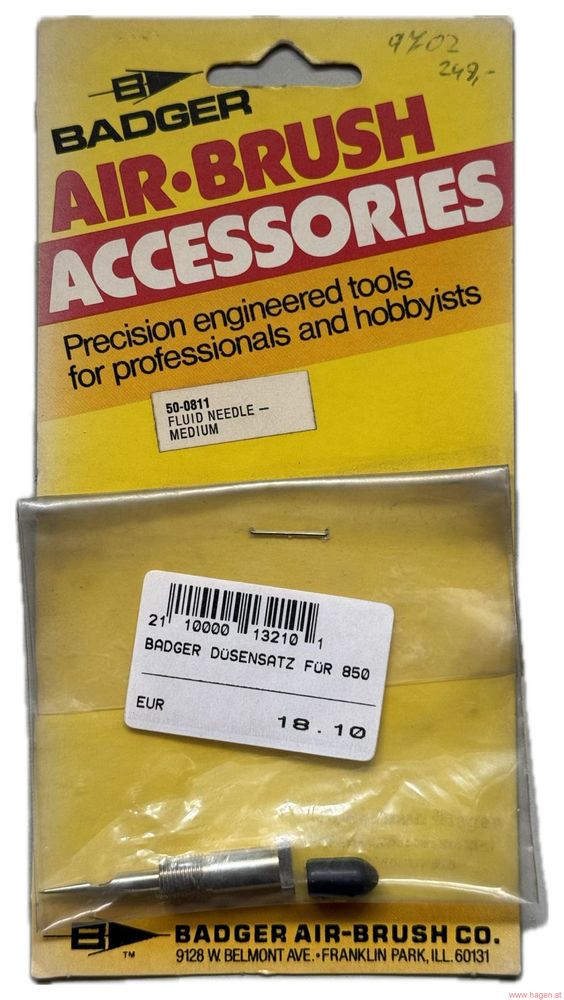 9702
249,-
BADGER
AIR•BRUSH
ACCESSORIES
Precision engineered tools
for professionals and hobbyists
50-0811
FLUID NEEDLE —
MEDIUM
21 10000 13210 1
BADGER DÜSENSATZ FÜR 850
EUR
18.10
B
BADGER AIR-BRUSH CO.
TM
9128 W. BELMONT AVE. • FRANKLIN PARK, ILL. 60131
www.hagen.at